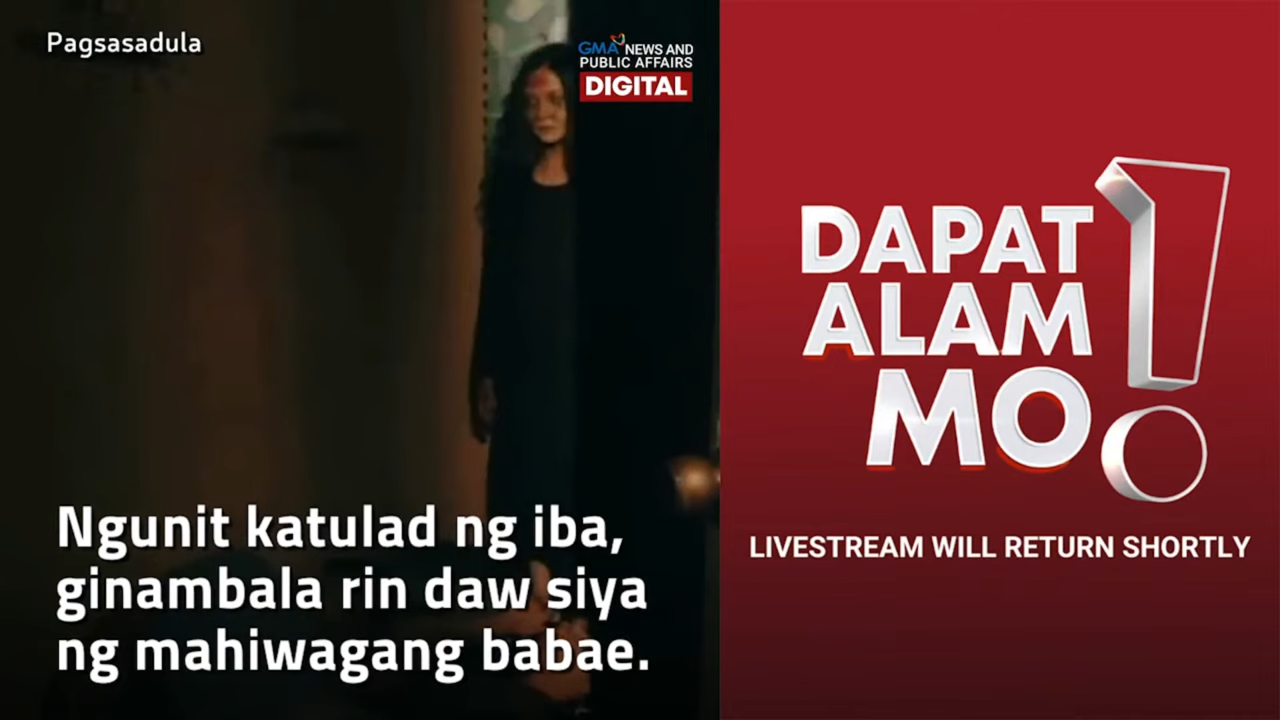 Pagsasadula
GMA NEWS AND
PUBLIC AFFAIRS
DIGITAL
Ngunit katulad ng iba,
ginambala rin daw siya
ng mahiwagang babae.
DAPAT
ALAM
MO!
LIVESTREAM WILL RETURN SHORTLY